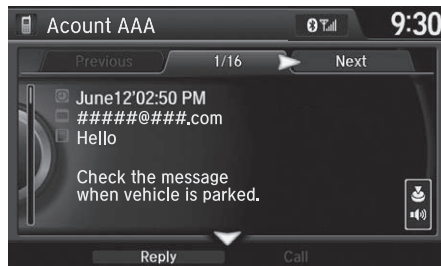 Acount AAA
9:30
Previous
1/16
Next
June12'02:50 PM
#####@###.com
Hello
Check the message
when vehicle is parked.
Reply
Call